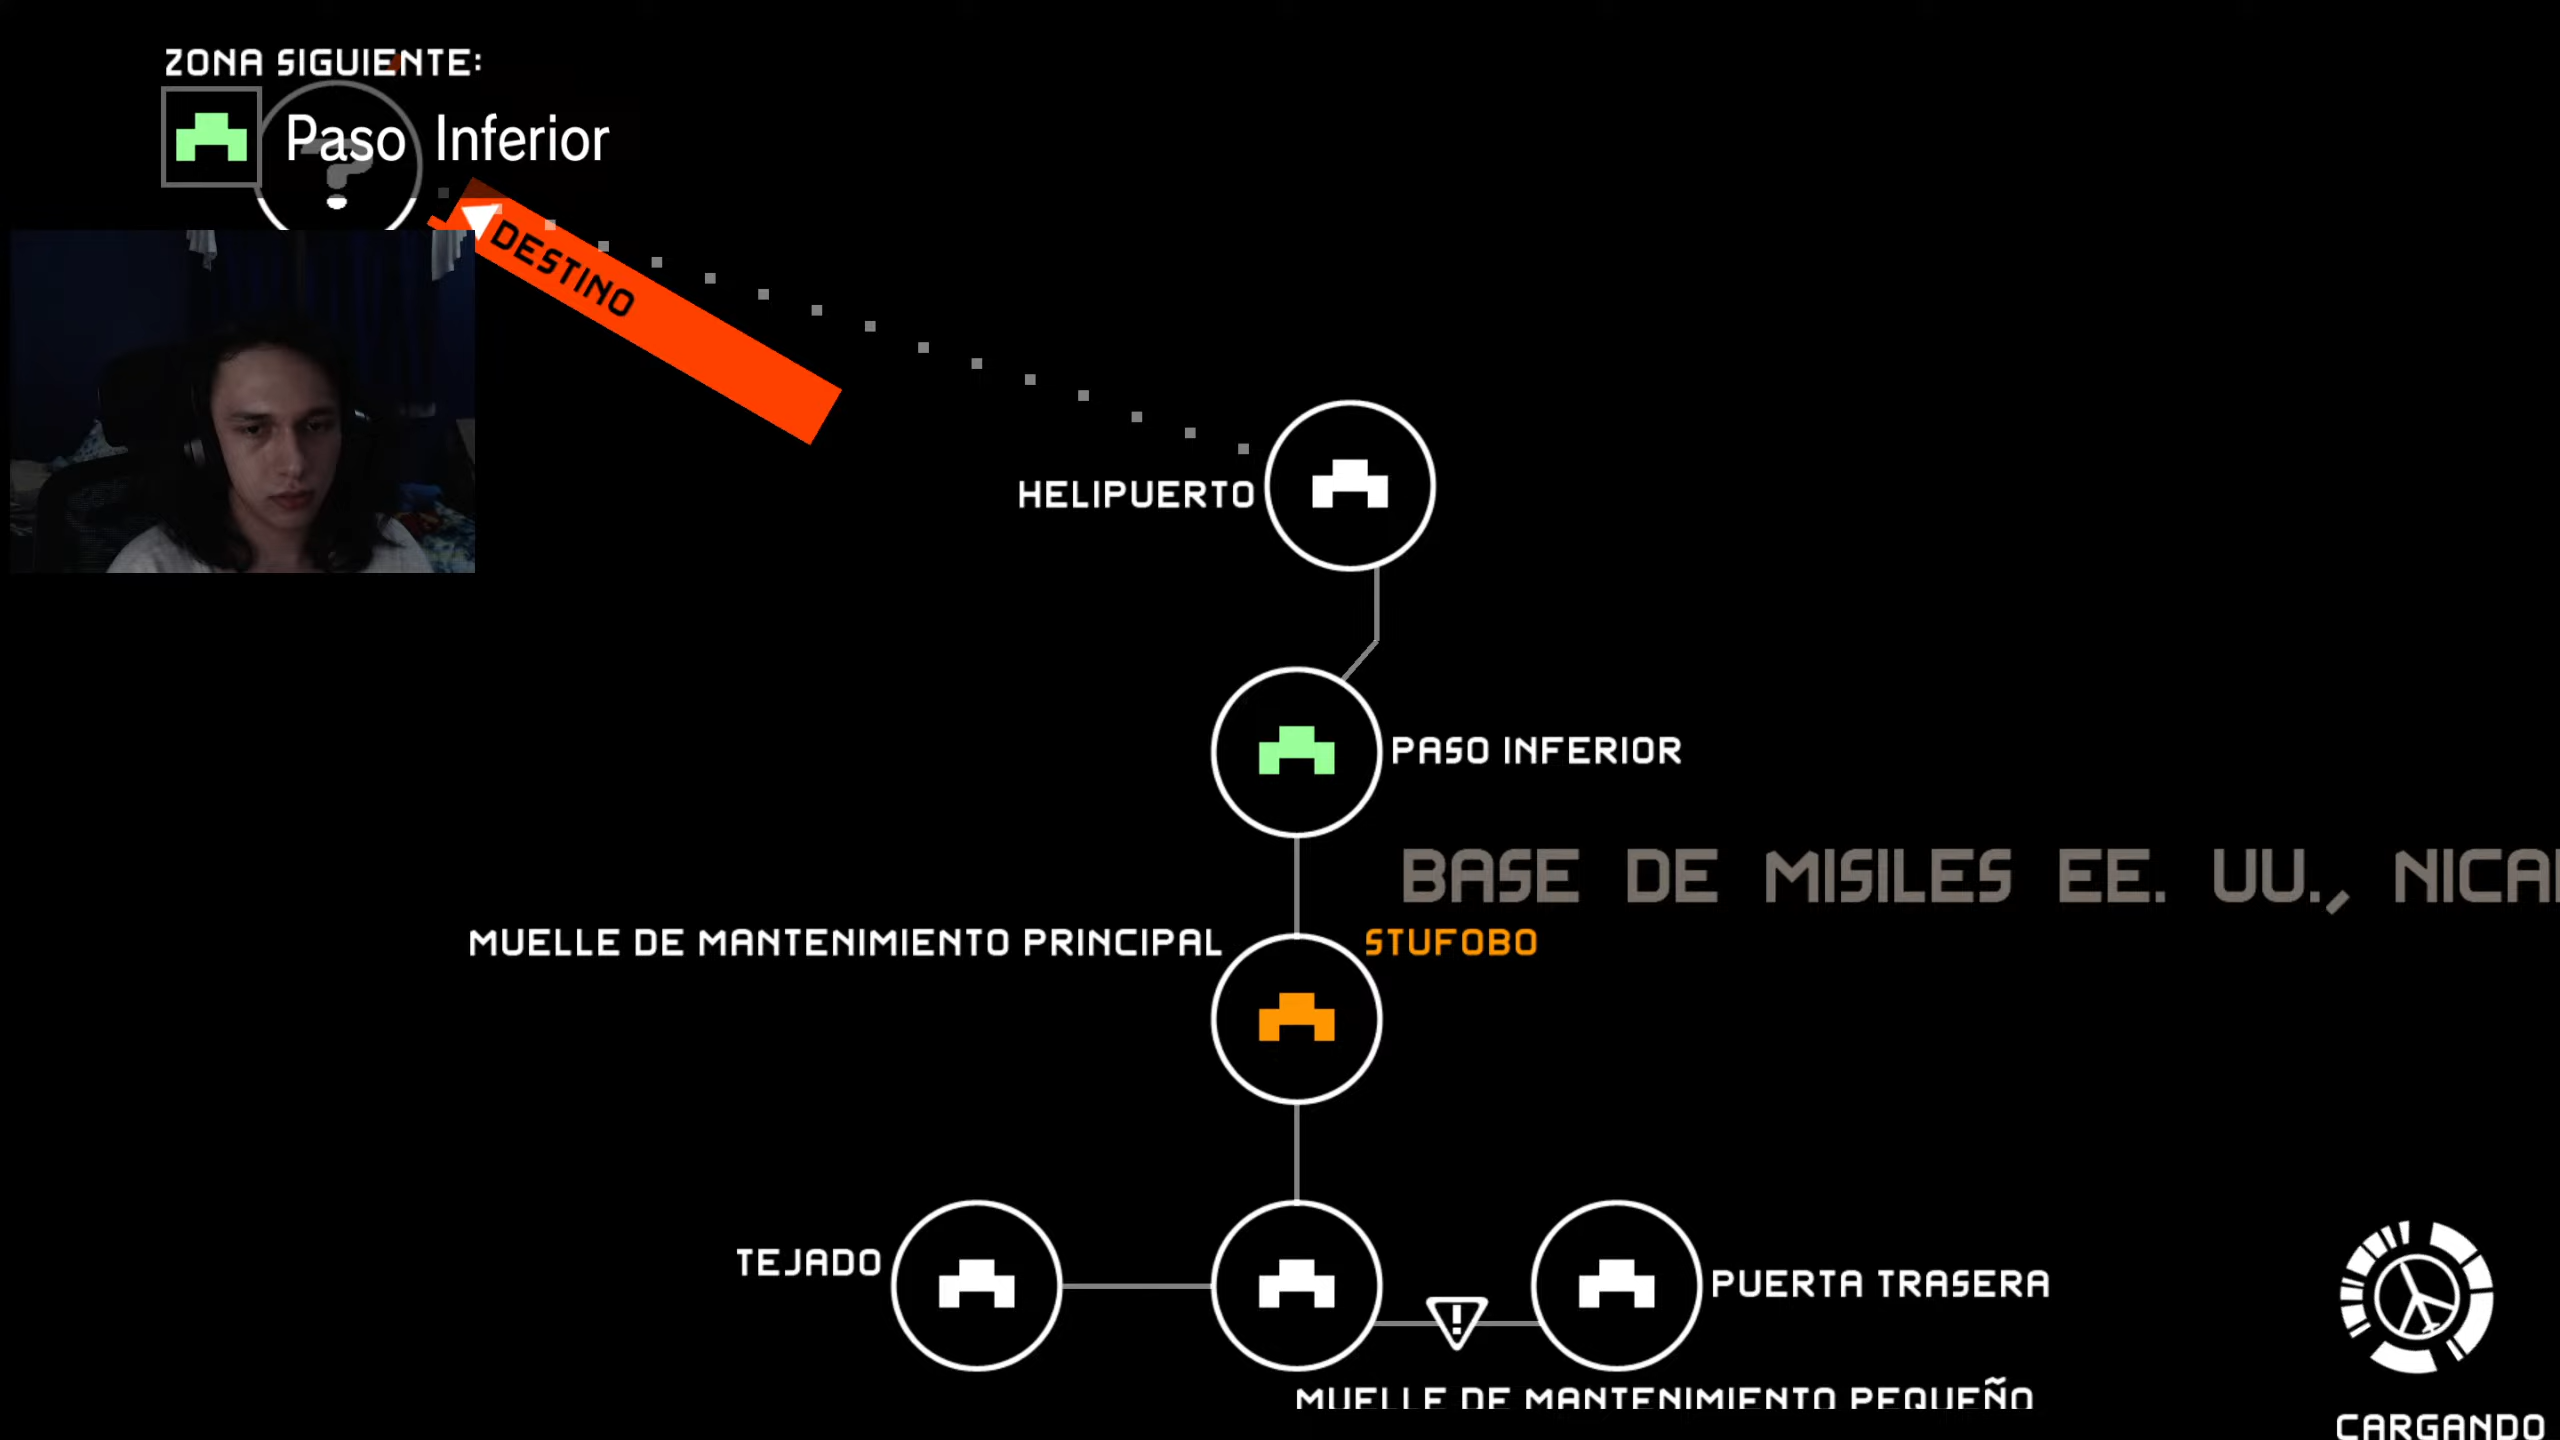 ZONA SIGUIENTE:
Paso Inferior
DESTINO
HELIPUERTO
PASO INFERIOR
BASE DE MISILES EE. UU., NICA
MUELLE DE MANTENIMIENTO PRINCIPAL
STUFOBO
TEJADO
PUERTA TRASERA
MUELLE DE MANTENIMIENTO PEQUEÑO
CARGANDO